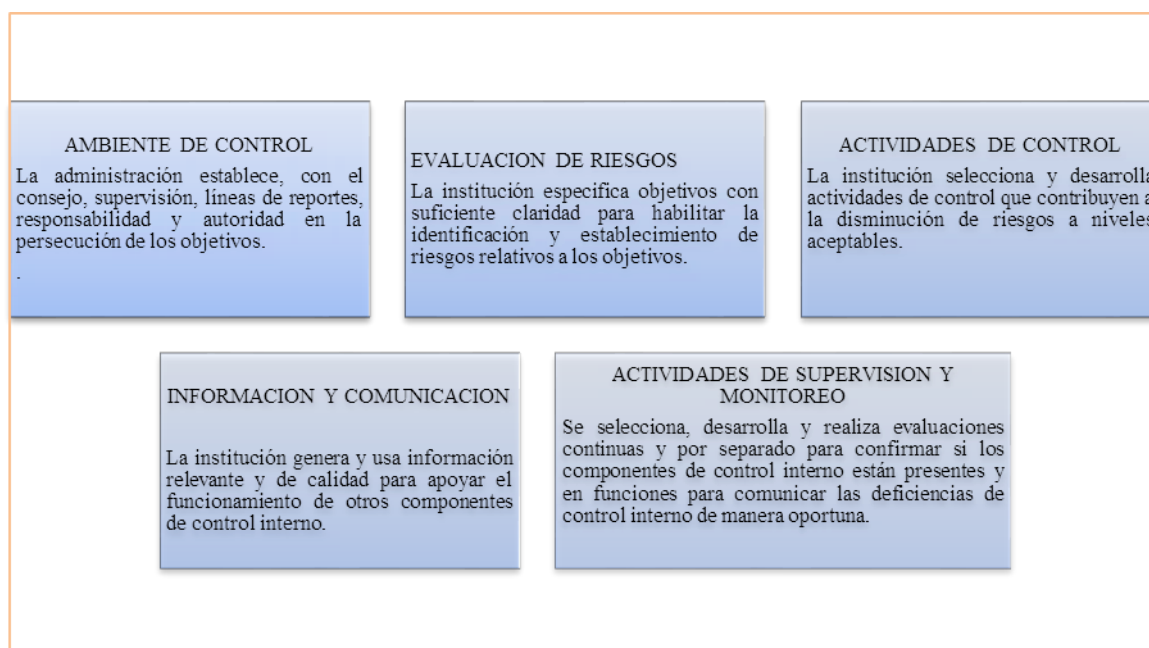 AMBIENTE DE CONTROL
La administración establece, con el
consejo, supervisión, líneas de reportes,
responsabilidad y autoridad en la
persecución de los objetivos.
.
EVALUACION DE RIESGOS
La institución especifica objetivos con
suficiente claridad para habilitar la
identificación y establecimiento de
riesgos relativos a los objetivos.
ACTIVIDADES DE CONTROL
La institución selecciona y desarrolla
actividades de control que contribuyen a
la disminución de riesgos a niveles
aceptables.
INFORMACION Y COMUNICACION
La institución genera y usa información
relevante y de calidad para apoyar el
funcionamiento de otros componentes
de control interno.
ACTIVIDADES DE SUPERVISION Y
MONITOREO
Se selecciona, desarrolla y realiza evaluaciones
continuas y por separado para confirmar si los
componentes de control interno están presentes y
en funciones para comunicar las deficiencias de
control interno de manera oportuna.